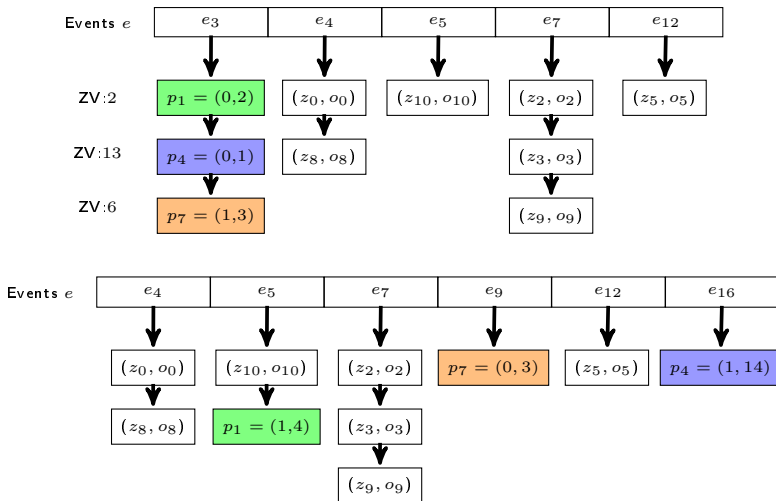 Events e e₃ e₄ e₅ e₇ e₁₂
ZV:2 p₁ = (0,2) (z₀, o₀) (z₁₀, o₁₀) (z₂, o₂) (z₅, o₅)
ZV:13 p₄ = (0,1) (z₈, o₈) (z₃, o₃)
ZV:6 p₇ = (1,3) (z₉, o₉)
Events e e₄ e₅ e₇ e₉ e₁₂ e₁₆
(z₀, o₀) (z₁₀, o₁₀) (z₂, o₂) p₇ = (0, 3) (z₅, o₅) p₄ = (1, 14)
(z₈, o₈) p₁ = (1,4) (z₃, o₃)
(z₉, o₉)